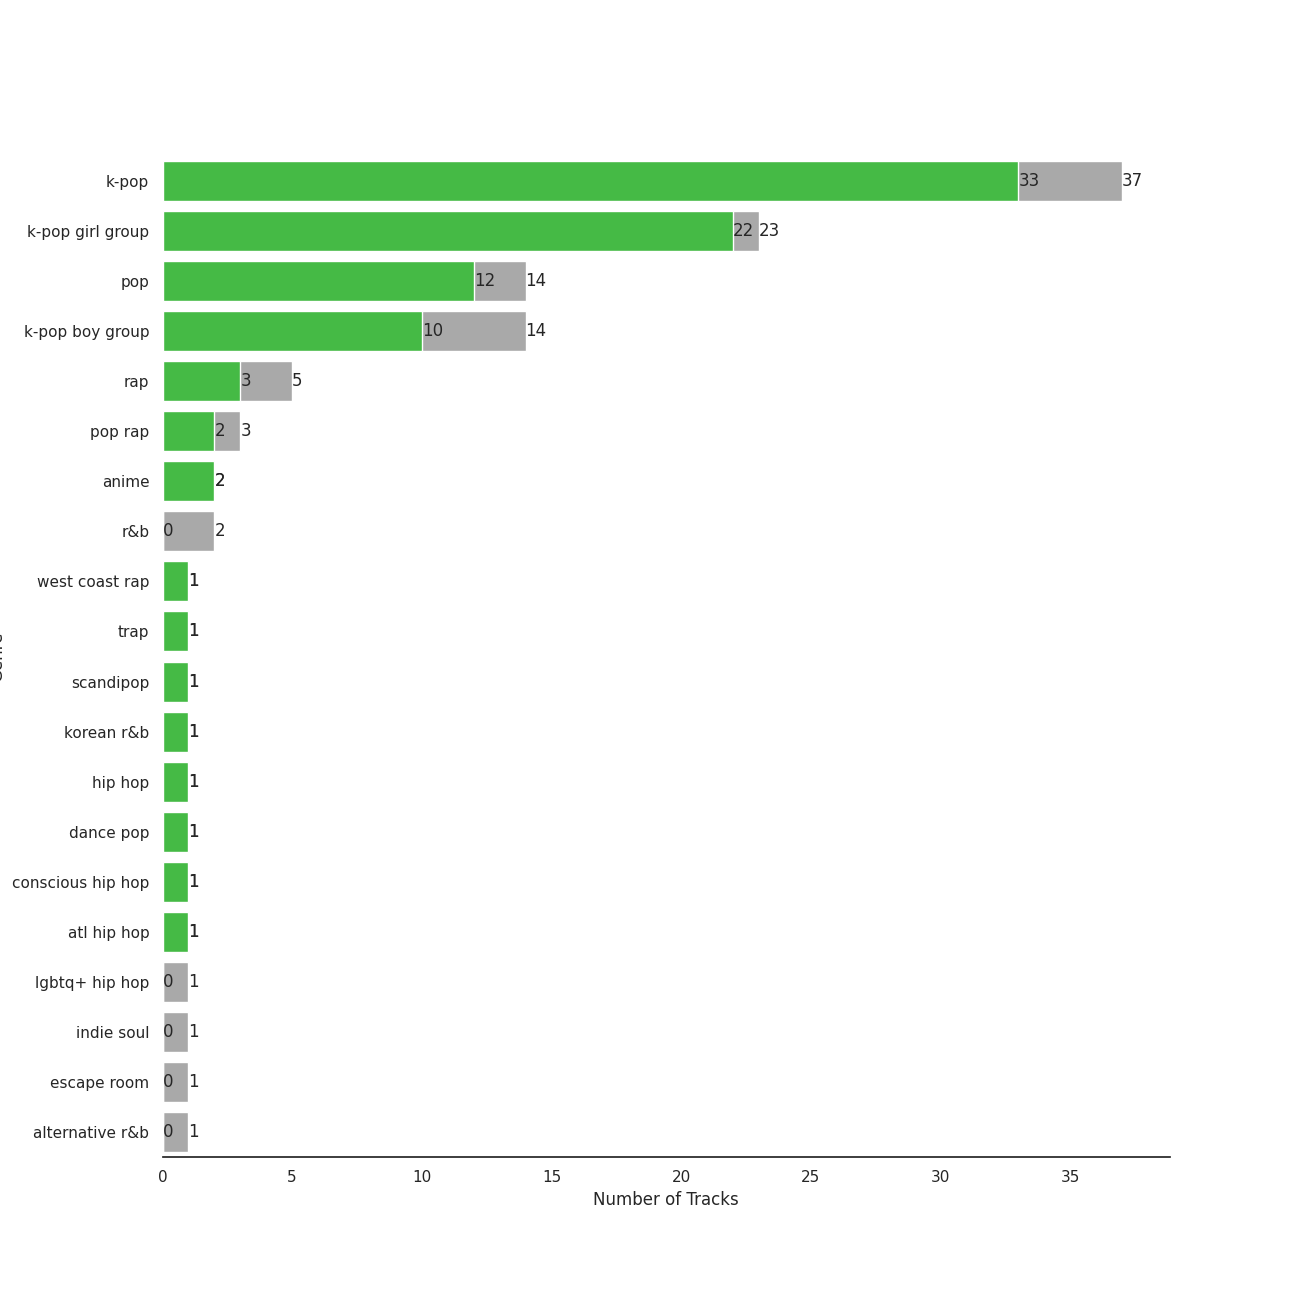 k-pop 33 37
k-pop girl group 22 23
pop 12 14
k-pop boy group 10 14
rap 3 5
pop rap 2 3
anime 2
r&b 0 2
west coast rap 1
trap 1
scandipop 1
korean r&b 1
hip hop 1
dance pop 1
conscious hip hop 1
atl hip hop 1
lgbtq+ hip hop 0 1
indie soul 0 1
escape room 0 1
alternative r&b 0 1
0 5 10 15 20 25 30 35
Number of Tracks